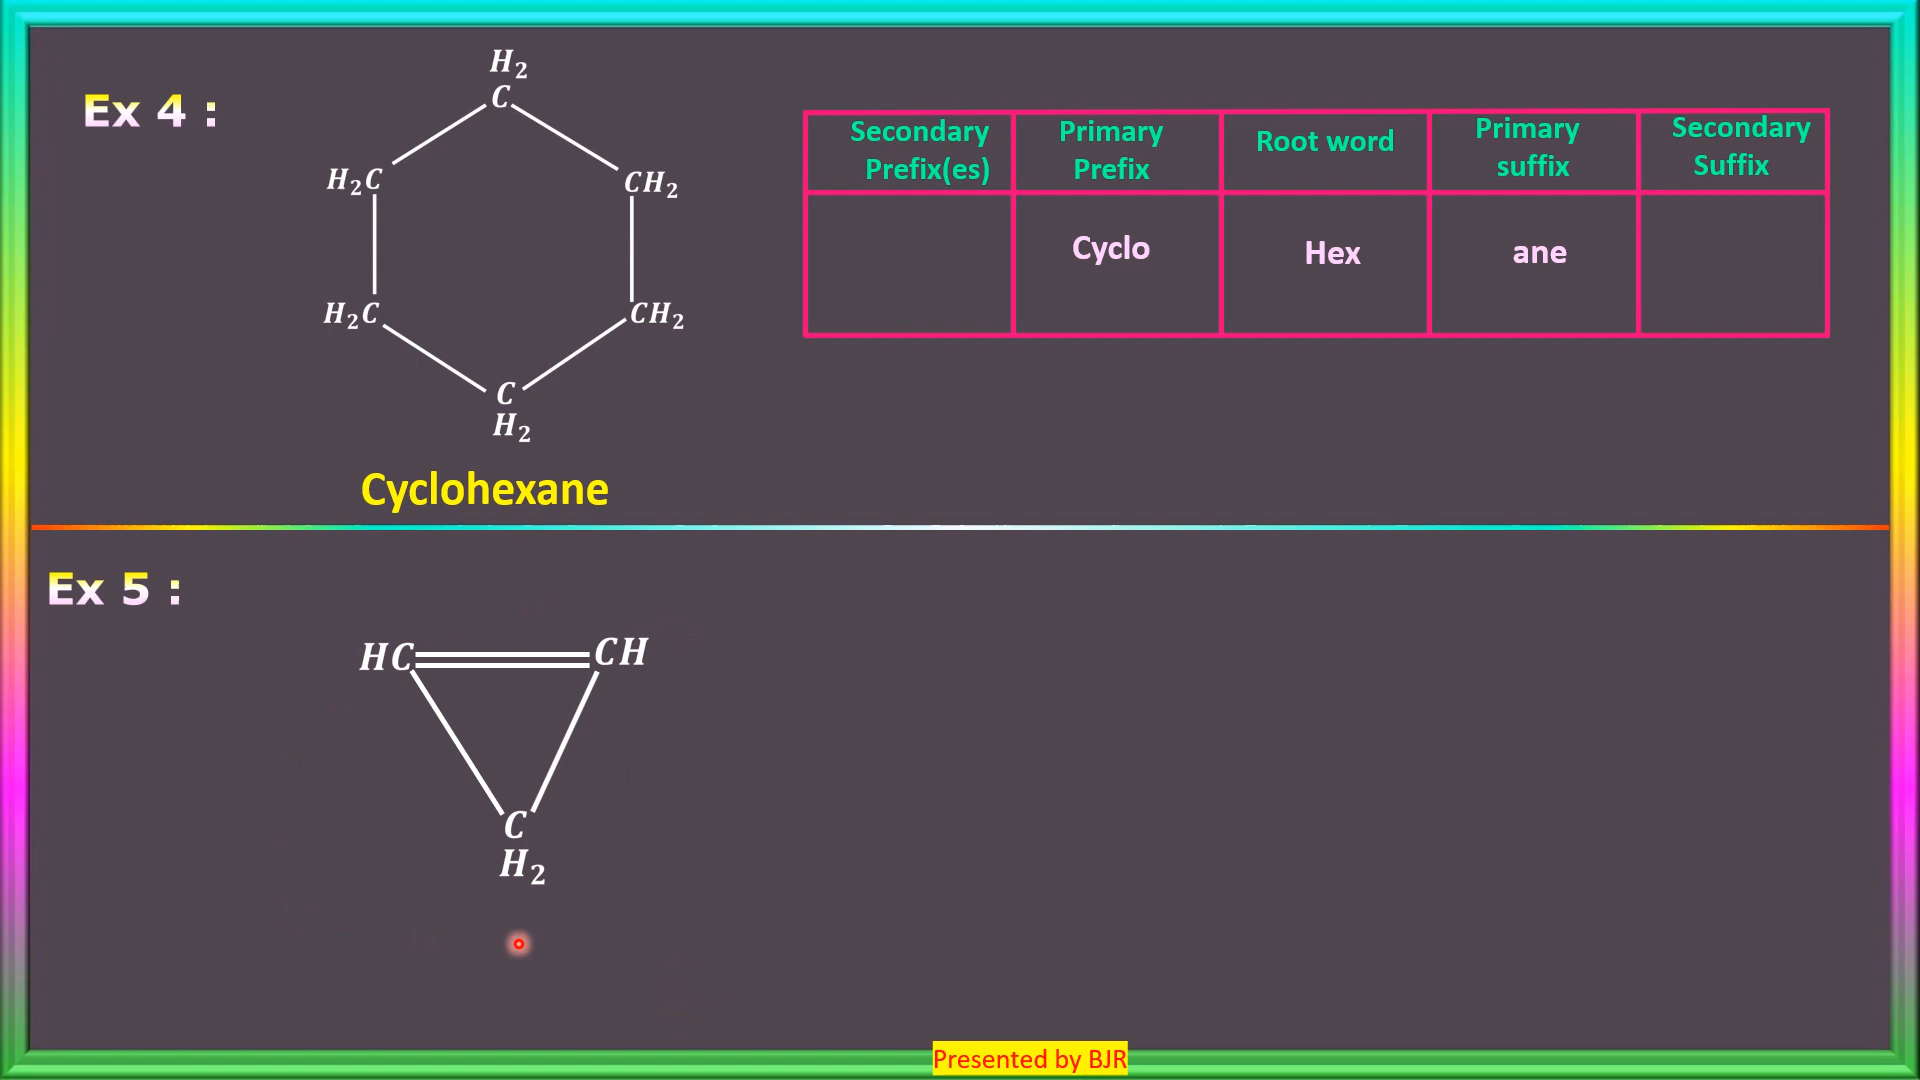 Ex 4 :
H₂
C
H₂C
CH₂
H₂C
CH₂
C
H₂
Cyclohexane
Secondary Prefix(es)
Primary Prefix
Root word
Primary suffix
Secondary Suffix
Cyclo
Hex
ane
Ex 5 :
HC
CH
C
H₂
Presented by BJR